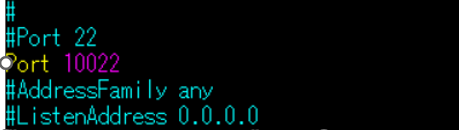 #
#Port 22
Port 10022
#AddressFamily any
#ListenAddress 0.0.0.0